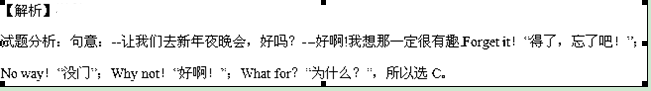 【解析】
试题分析：句意：--让我们去新年夜晚会，好吗？---好啊!我想那一定很有趣.Forget it! “得了，忘了吧！”;
No way! “没门”; Why not! “好啊！”; What for? “为什么？“, 所以选 C。